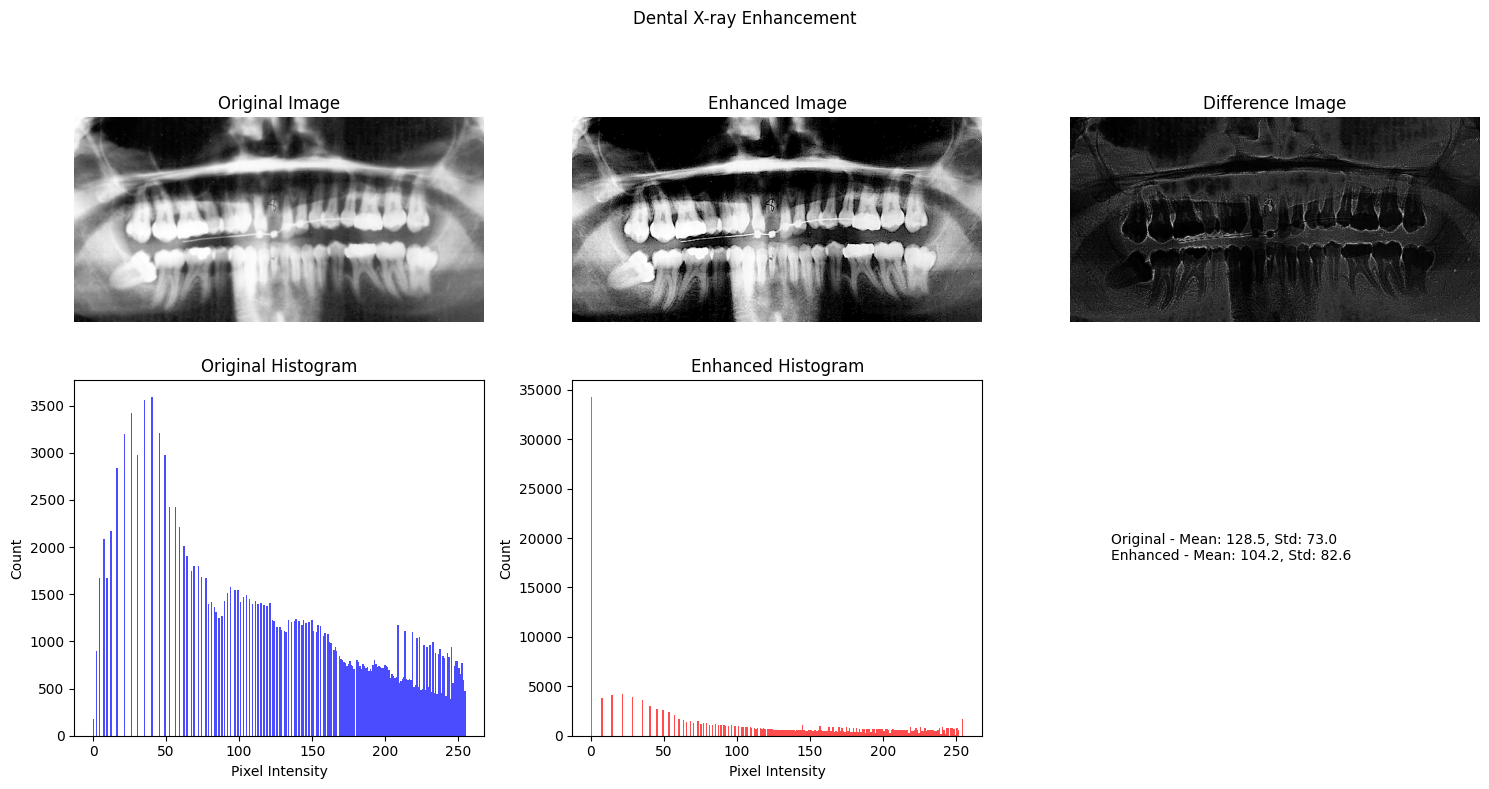 Dental X-ray Enhancement
Original Image
Enhanced Image
Difference Image
Original Histogram
3500
3000
2500
2000
1500
1000
500
0
Count
0 50 100 150 200 250
Pixel Intensity
Enhanced Histogram
35000
30000
25000
20000
15000
10000
5000
0
Count
0 50 100 150 200 250
Pixel Intensity
Original - Mean: 128.5, Std: 73.0
Enhanced - Mean: 104.2, Std: 82.6